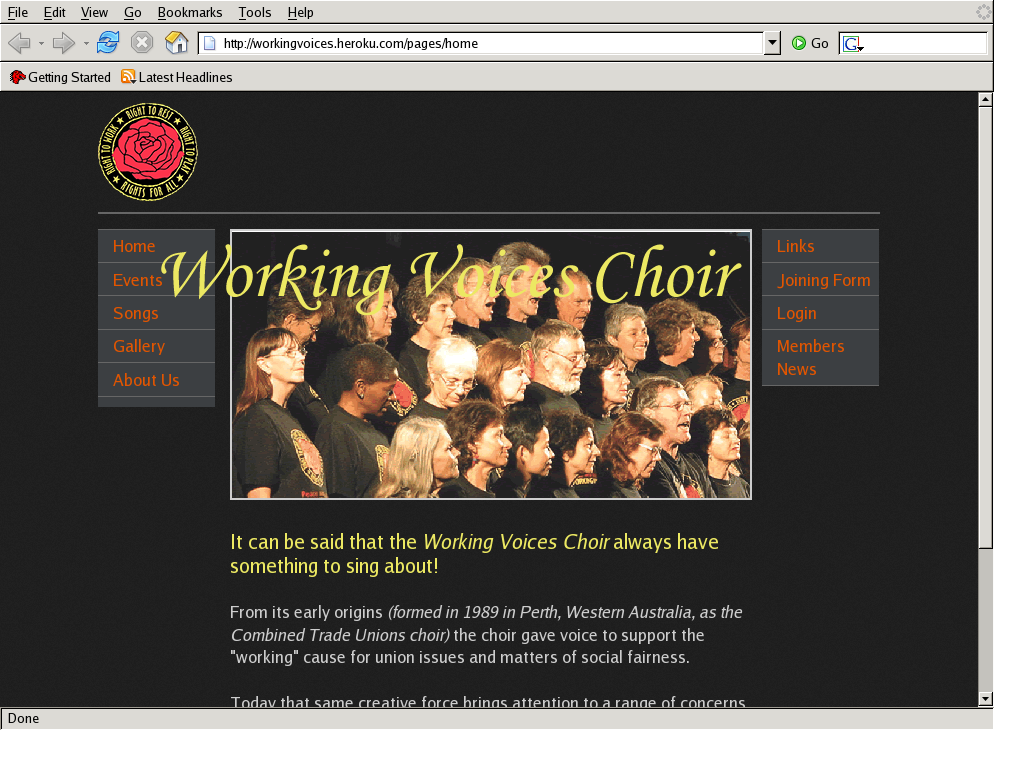 File Edit View Go Bookmarks Tools Help
http://workingvoices.heroku.com/pages/home
Go
G
Getting Started Latest Headlines
RIGHT TO WORK ★ RIGHT TO REST ★ RIGHT TO PLAY ★ RIGHTS FOR ALL ★
Working Voices Choir
Home
Events
Songs
Gallery
About Us
Links
Joining Form
Login
Members
News
It can be said that the Working Voices Choir always have
something to sing about!
From its early origins (formed in 1989 in Perth, Western Australia, as the
Combined Trade Unions choir) the choir gave voice to support the
"working" cause for union issues and matters of social fairness.
Today that same creative force brings attention to a range of concerns
Done